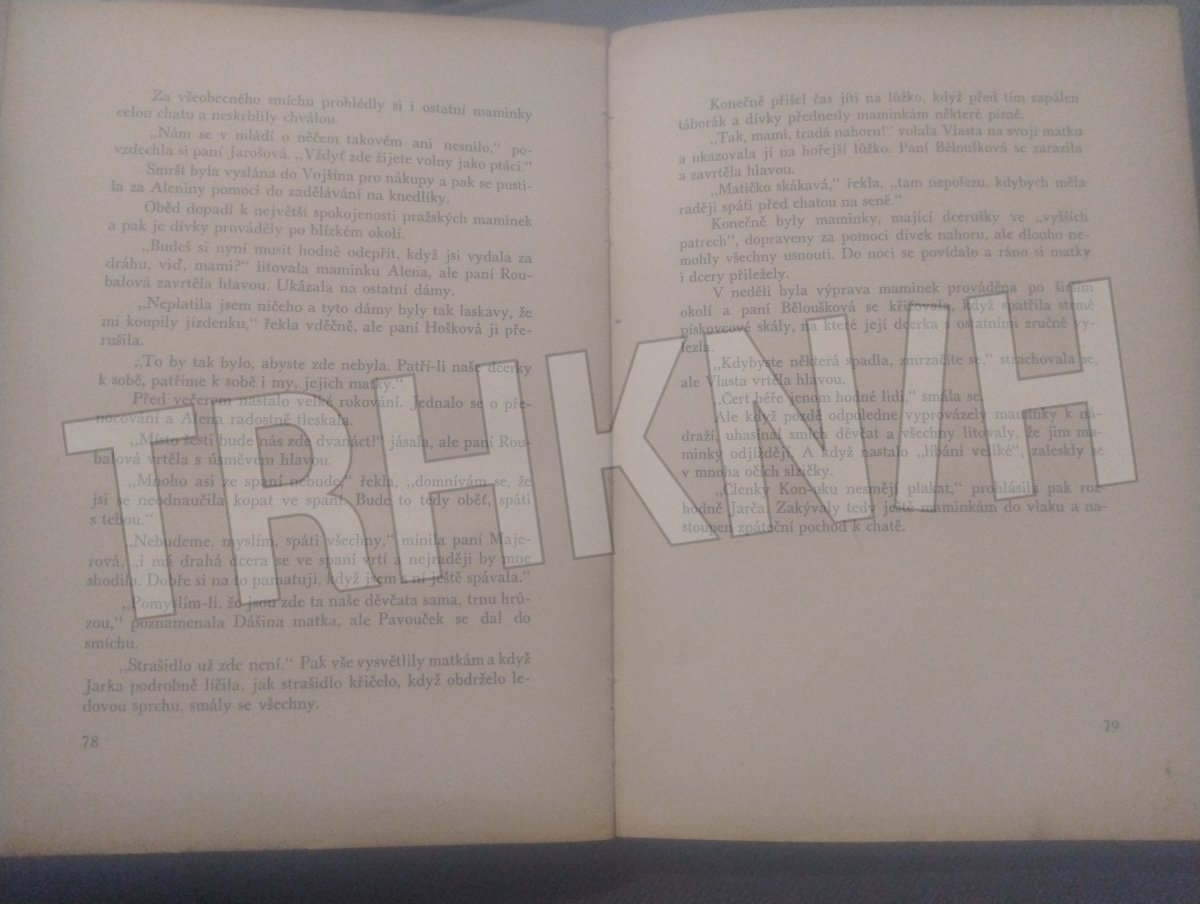 Za všeobecného smíchu prohlédly si i ostatní maminky
celou chatu a neskrblily chválou.
„Nám se v mládí o něčem takovém ani nesnilo,“ po-
vzdechla si paní Jarošová. „Vždyť zde žijete volny jako ptáci.“
Smršt byla vyslána do Vojšína pro nákupy a pak se pusti-
la za Aleniny pomoci do zadělávání na knedlíky.
Oběd dopadl k největší spokojenosti pražských maminek
a pak je dívky prováděly po blízkém okolí.
„Budeš si nyní musit hodně odepřít, když jsi vydala za
dráhu, viď, mami?“ litovala maminku Alena, ale paní Rou-
balová zavrtěla hlavou. Ukázala na ostatní dámy.
„Neplatila jsem ničeho a tyto dámy byly tak laskavy, že
mi koupily jízdenku,“ řekla vděčně, ale paní Hošková ji pře-
rušila.
„To by tak bylo, abyste zde nebyla. Patří-li naše dcerky
k sobě, patříme k sobě i my, jejich matky.“
Před večerem nastalo velké rokování. Jednalo se o pře-
nocování a Alena radostně tleskala.
„Místo šesti bude nás zde dvanáct!“ jásala, ale paní Rou-
balová vrtěla s úsměvem hlavou.
„Mnoho asi ze spaní nebude,“ řekla, „domnívám se, že
jsi se neodnaučila kopat ve spaní. Bude to tedy oběť, spáti
s tebou.“
„Nebudeme, myslím, spáti všechny,“ mínila paní Maje-
rová, „i má drahá dcera se ve spaní vrtí a nejraději by mne
shodila. Dobře si na to pamatuji, když jsem s ní ještě spávala.“
„Pomyslím-li, že jsou zde ta naše děvčata sama, trnu hrů-
zou,“ poznamenala Dášina matka, ale Pavouček se dal do
smíchu.
„Strašidlo už zde není.“ Pak vše vysvětlily matkám a když
Jarka podrobně líčila, jak strašidlo křičelo, když obdrželo le-
dovou sprchu, smály se všechny.
78
Konečně přišel čas jíti na lůžko, když před tím zapálen
táborák a dívky přednesly maminkám některé písně.
„Tak, mami, tradá nahoru!“ volala Vlasta na svoji matku
a ukazovala jí na hořejší lůžko. Paní Běloušková se zarazila
a zavrtěla hlavou.
„Matičko skákavá,“ řekla, „tam nepolezu, kdybych měla
raději spáti před chatou na seně.“
Konečně byly maminky, mající dcerušky ve „vyšších
patrech“, dopraveny za pomoci dívek nahoru, ale dlouho ne-
mohly všechny usnouti. Do noci se povídalo a ráno si matky
i dcery přiležely.
V neděli byla výprava maminek prováděna po širším
okolí a paní Běloušková se křižovala, když spatřila strmé
pískovcové skály, na které její dcerka s ostatními zručně vy-
lezla.
„Kdybyste některá spadla, zmrzačíte se,“ strachovala se,
ale Vlasta vrtěla hlavou.
„Čert béře jenom hodné lidi,“ smála se.
Ale když pozdě odpoledne vyprovázely maminky k ná-
draží, uhasínal smích děvčat a všechny litovaly, že jim ma-
minky odjíždějí. A když nastalo „líbání veliké“, zaleskly se
v mnoha očích slzičky.
„Členky Kon-uku nesmějí plakat,“ prohlásila pak roz-
hodně Jarča. Zakývaly tedy ještě maminkám do vlaku a na-
stoupen zpáteční pochod k chatě.
79
TRHKNIH